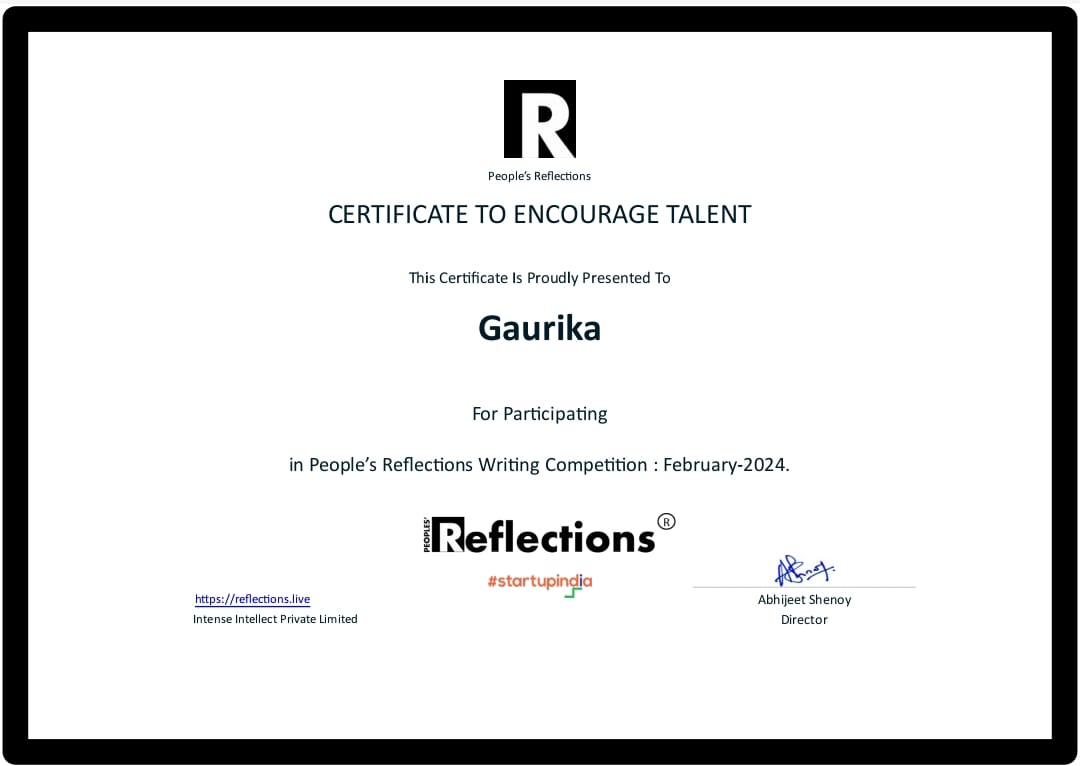 R
People's Reflections
CERTIFICATE TO ENCOURAGE TALENT
This Certificate Is Proudly Presented To
Gaurika
For Participating
in People's Reflections Writing Competition : February-2024.
PEOPLES' Reflections ®
#startupindia
https://reflections.live
Intense Intellect Private Limited
Abhijeet Shenoy
Director